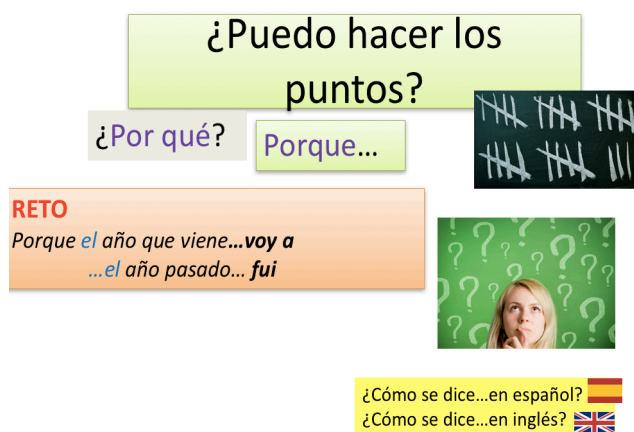 ¿Puedo hacer los
puntos?
¿Por qué?
Porque...
RETO
Porque el año que viene...voy a
...el año pasado... fui
¿Cómo se dice...en español?
¿Cómo se dice...en inglés?